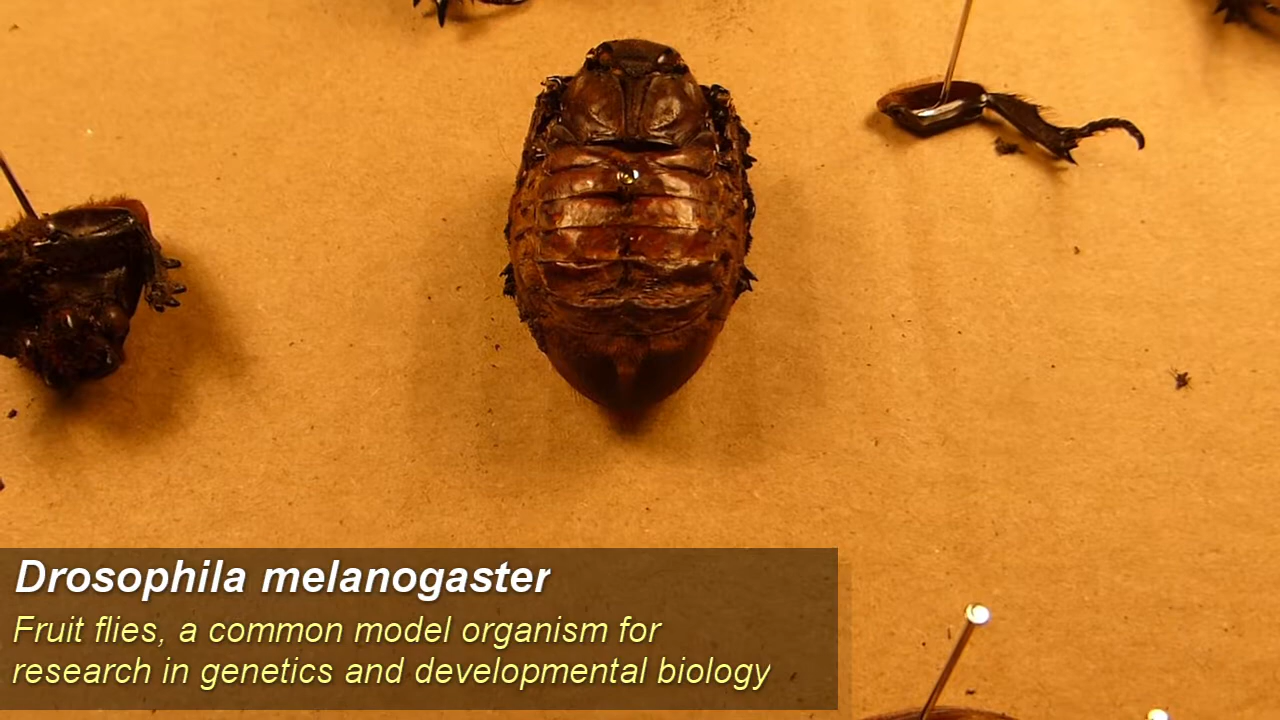 Drosophila melanogaster
Fruit flies, a common model organism for
research in genetics and developmental biology